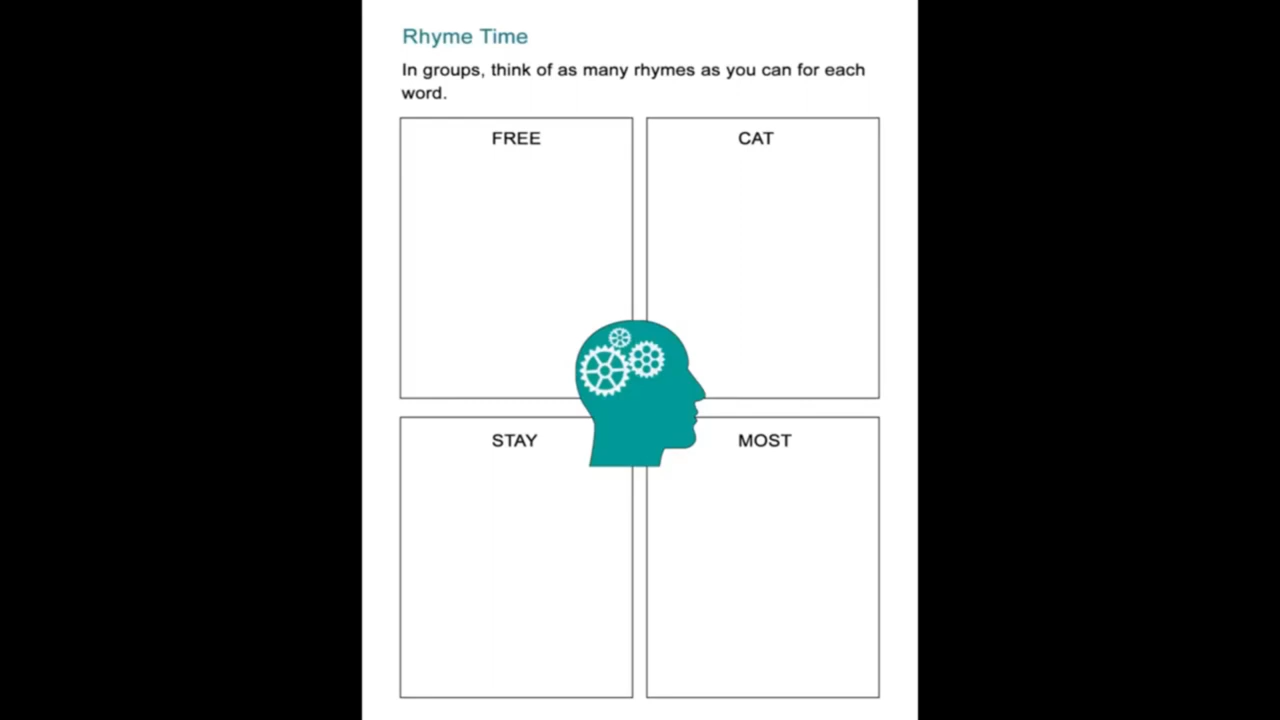 Rhyme Time
In groups, think of as many rhymes as you can for each
word.
FREE
CAT
STAY
MOST